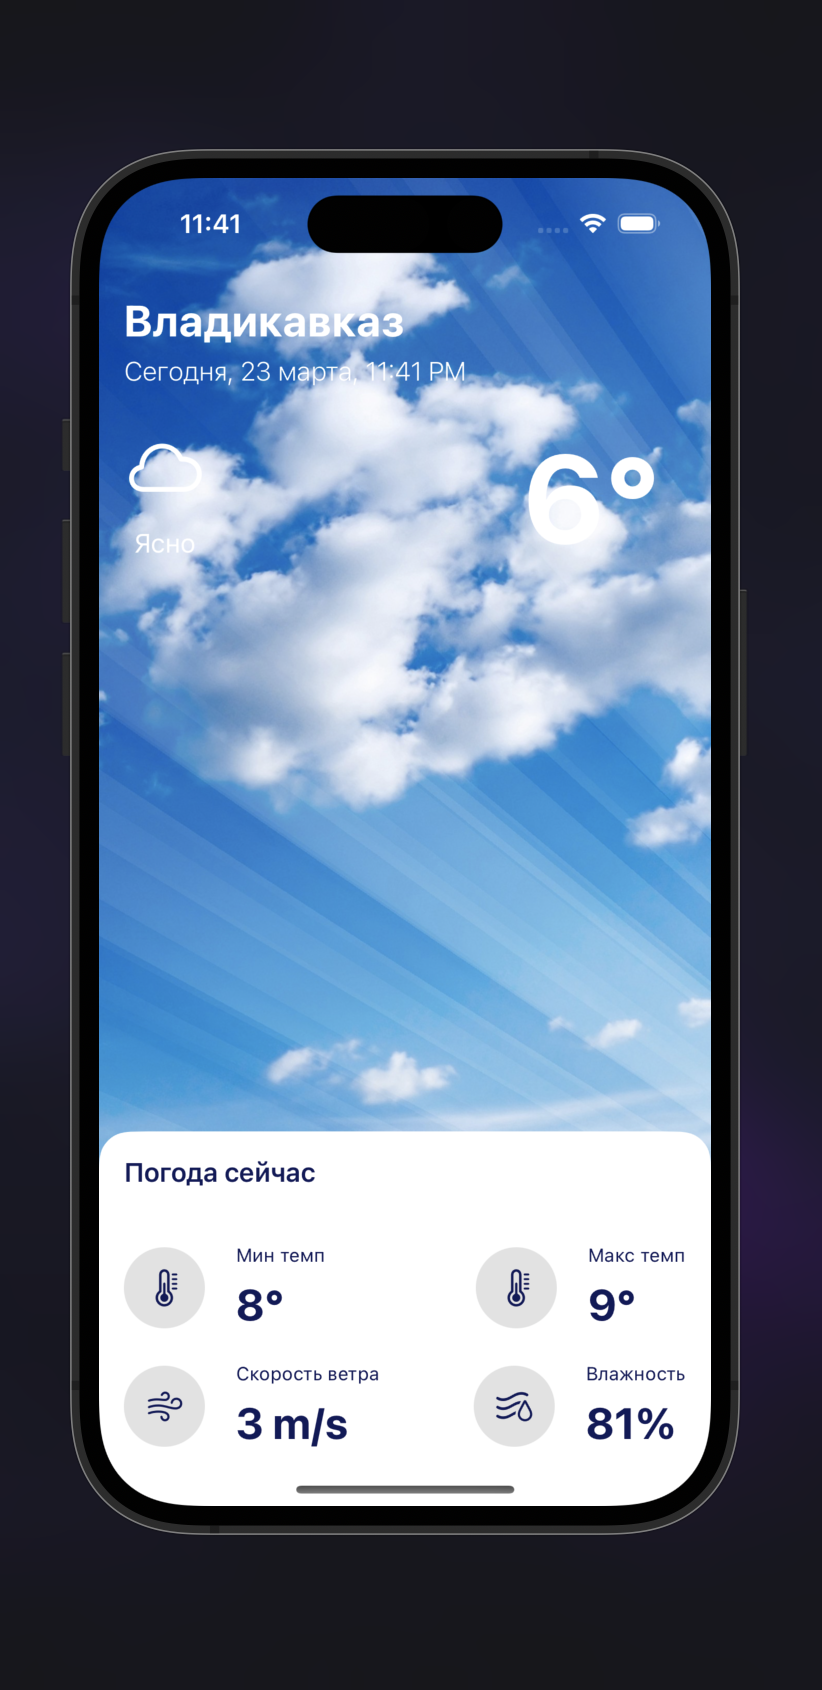 11:41
Владикавказ
Сегодня, 23 марта, 11:41 PM
6°
Ясно
Погода сейчас
Мин темп
8°
Макс темп
9°
Скорость ветра
3 m/s
Влажность
81%